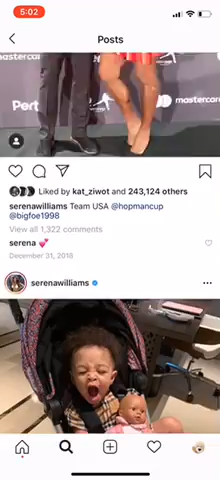 5:02
Posts
mastercard
Pert
mastercard
Liked by kat_ziwot and 243,124 others
serenawilliams Team USA @hopmancup
@bigfoe1998
View all 1,322 comments
serena 💕
December 31, 2018
serenawilliams